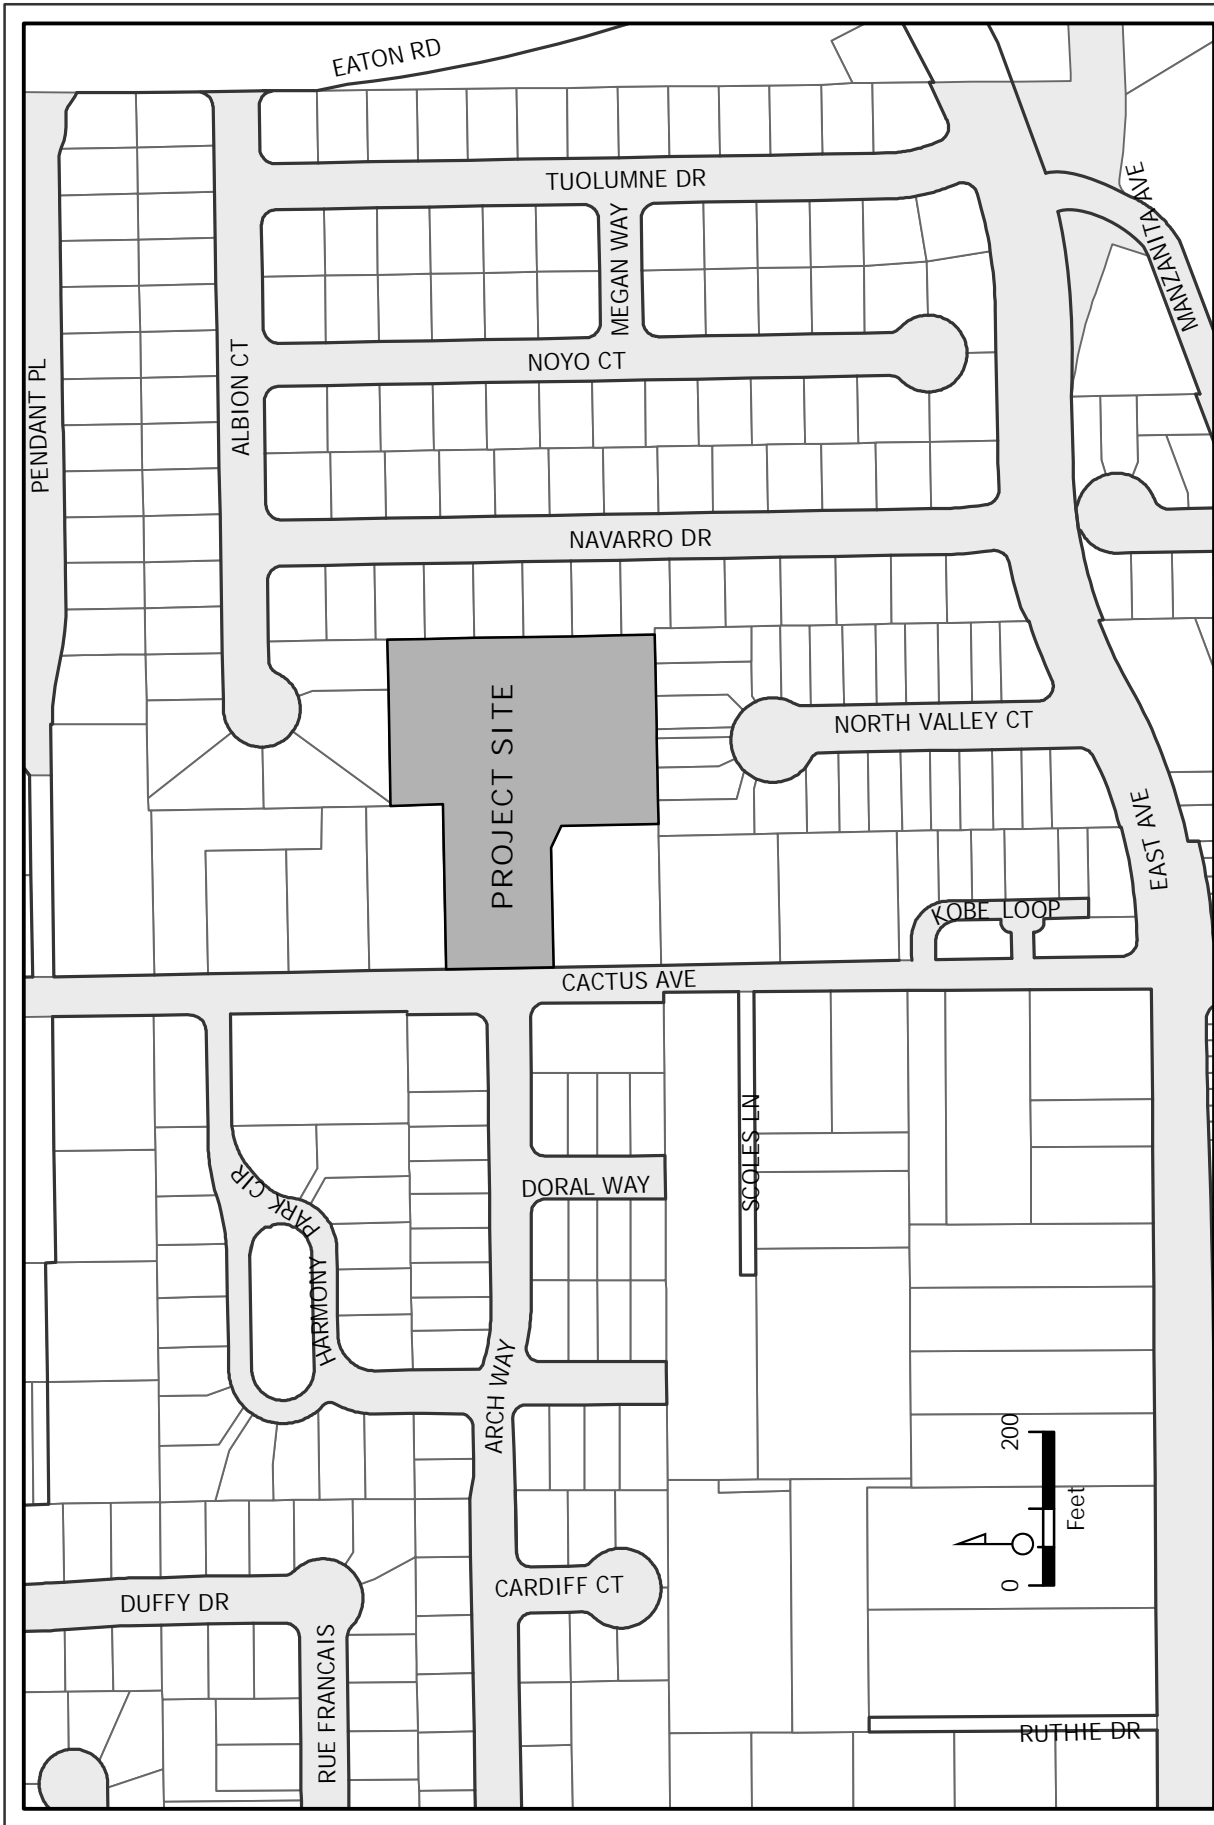 EATON RD
TUOLUMNE DR
MANZANITA AVE
MEGAN WAY
NOYO CT
ALBION CT
PENDANT PL
NAVARRO DR
PROJECT SITE
NORTH VALLEY CT
EAST AVE
KOBE LOOP
CACTUS AVE
SCOLES LN
DORAL WAY
HARMONY PARK CIR
ARCH WAY
200
Feet
0
CARDIFF CT
DUFFY DR
RUE FRANCAIS
RUTHIE DR